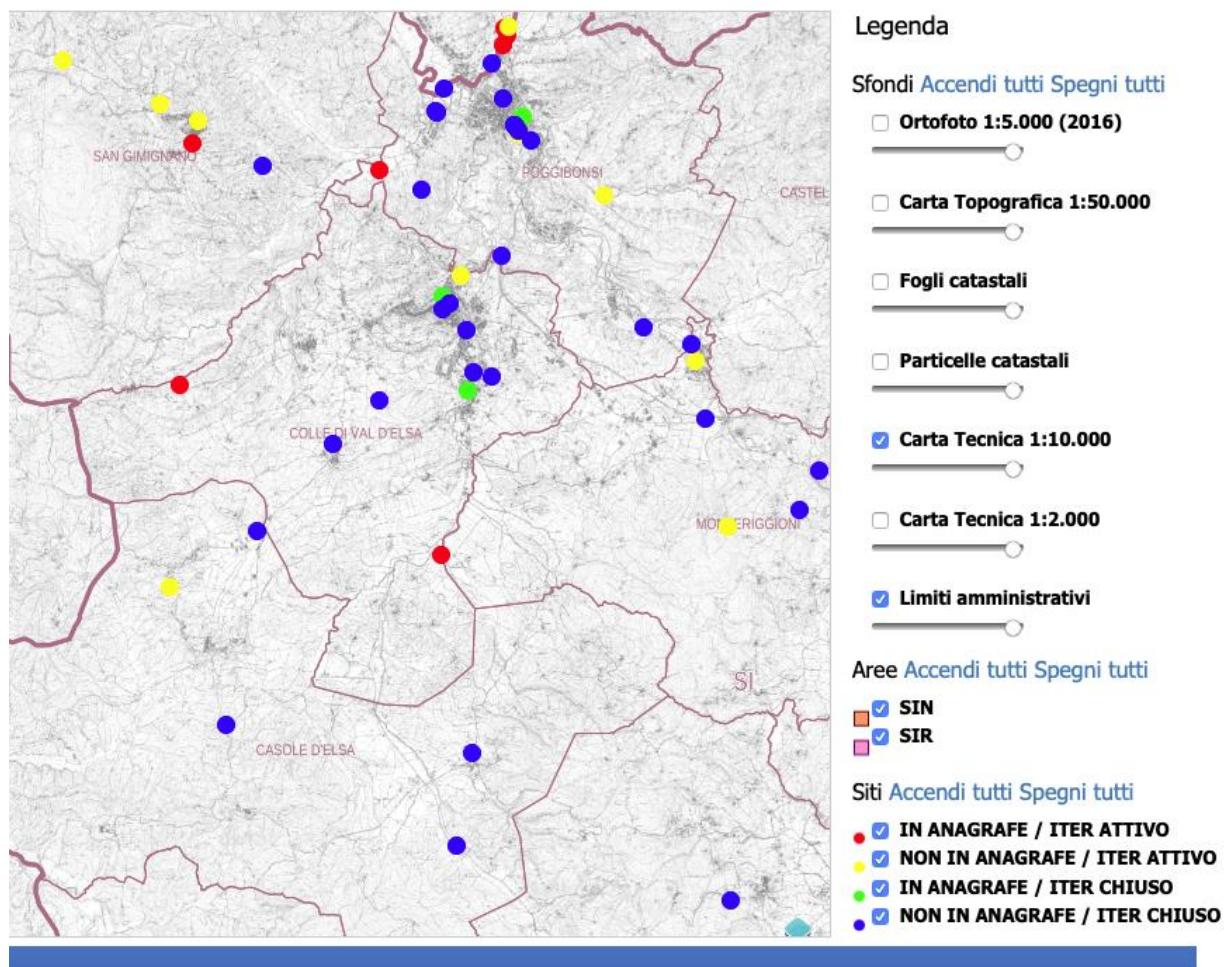 SAN GIMIGNANO
POGGIBONSI
CASTEL
COLLE DI VAL D'ELSA
MONTERIGGIONI
SI
CASOLE D'ELSA
Legenda
Sfondi Accendi tutti Spegni tutti
Ortofoto 1:5.000 (2016)
Carta Topografica 1:50.000
Fogli catastali
Particelle catastali
Carta Tecnica 1:10.000
Carta Tecnica 1:2.000
Limiti amministrativi
Aree Accendi tutti Spegni tutti
SIN
SIR
Siti Accendi tutti Spegni tutti
IN ANAGRAFE / ITER ATTIVO
NON IN ANAGRAFE / ITER ATTIVO
IN ANAGRAFE / ITER CHIUSO
NON IN ANAGRAFE / ITER CHIUSO